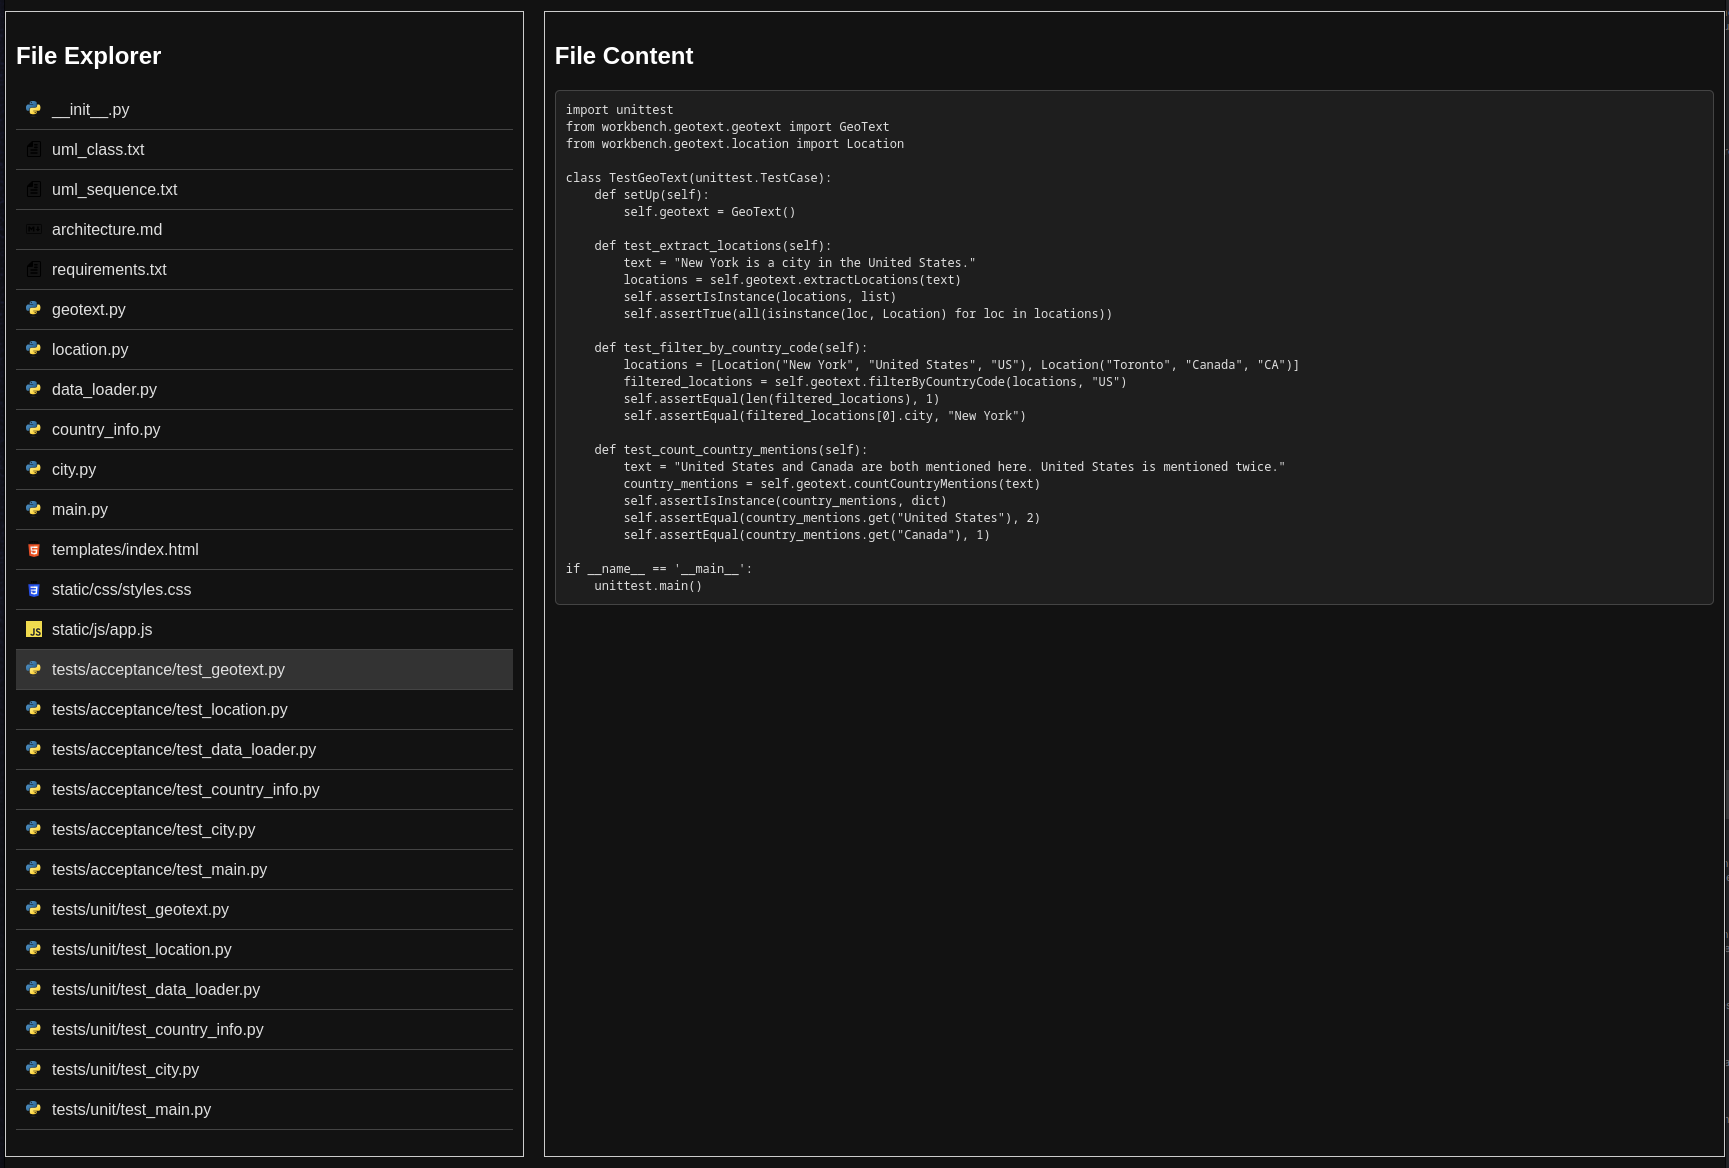 File Explorer
__init__.py
uml_class.txt
uml_sequence.txt
architecture.md
requirements.txt
geotext.py
location.py
data_loader.py
country_info.py
city.py
main.py
templates/index.html
static/css/styles.css
JS static/js/app.js
tests/acceptance/test_geotext.py
tests/acceptance/test_location.py
tests/acceptance/test_data_loader.py
tests/acceptance/test_country_info.py
tests/acceptance/test_city.py
tests/acceptance/test_main.py
tests/unit/test_geotext.py
tests/unit/test_location.py
tests/unit/test_data_loader.py
tests/unit/test_country_info.py
tests/unit/test_city.py
tests/unit/test_main.py
File Content
import unittest
from workbench.geotext.geotext import GeoText
from workbench.geotext.location import Location

class TestGeoText(unittest.TestCase):
    def setUp(self):
        self.geotext = GeoText()

    def test_extract_locations(self):
        text = "New York is a city in the United States."
        locations = self.geotext.extractLocations(text)
        self.assertIsInstance(locations, list)
        self.assertTrue(all(isinstance(loc, Location) for loc in locations))

    def test_filter_by_country_code(self):
        locations = [Location("New York", "United States", "US"), Location("Toronto", "Canada", "CA")]
        filtered_locations = self.geotext.filterByCountryCode(locations, "US")
        self.assertEqual(len(filtered_locations), 1)
        self.assertEqual(filtered_locations[0].city, "New York")

    def test_count_country_mentions(self):
        text = "United States and Canada are both mentioned here. United States is mentioned twice."
        country_mentions = self.geotext.countCountryMentions(text)
        self.assertIsInstance(country_mentions, dict)
        self.assertEqual(country_mentions.get("United States"), 2)
        self.assertEqual(country_mentions.get("Canada"), 1)

if __name__ == '__main__':
    unittest.main()